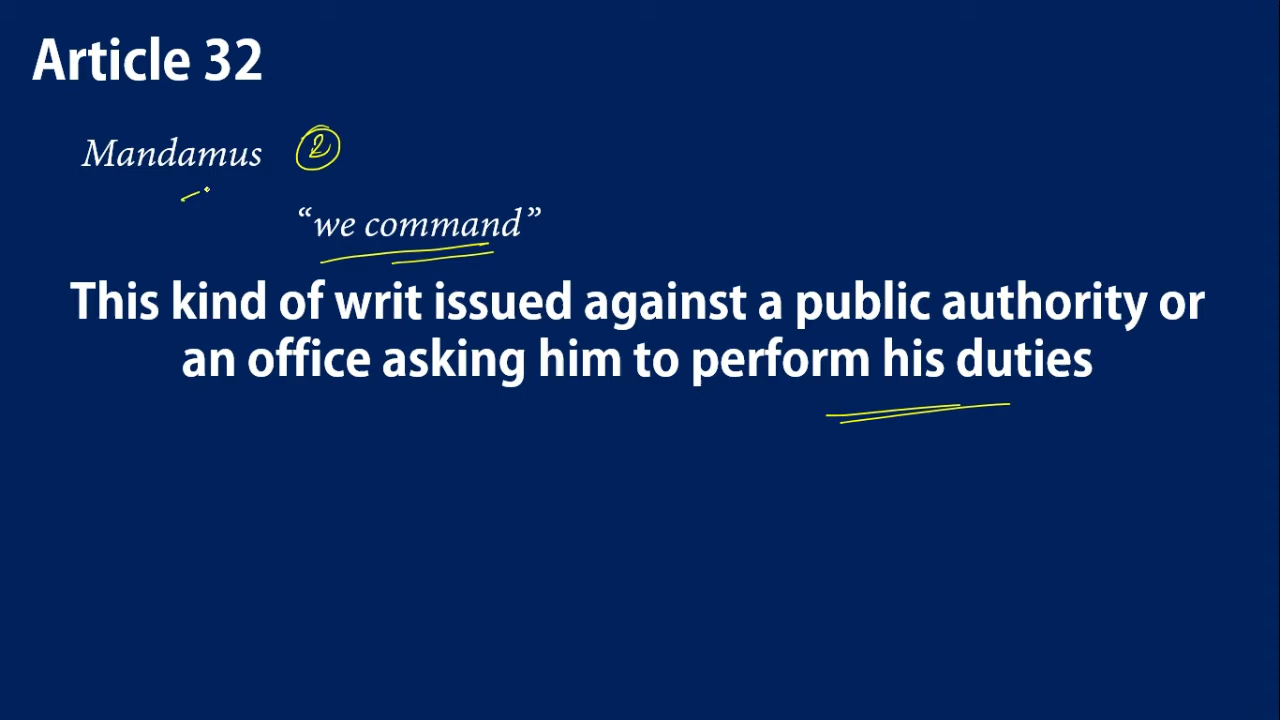 Article 32
Mandamus 2
“we command”
This kind of writ issued against a public authority or
an office asking him to perform his duties